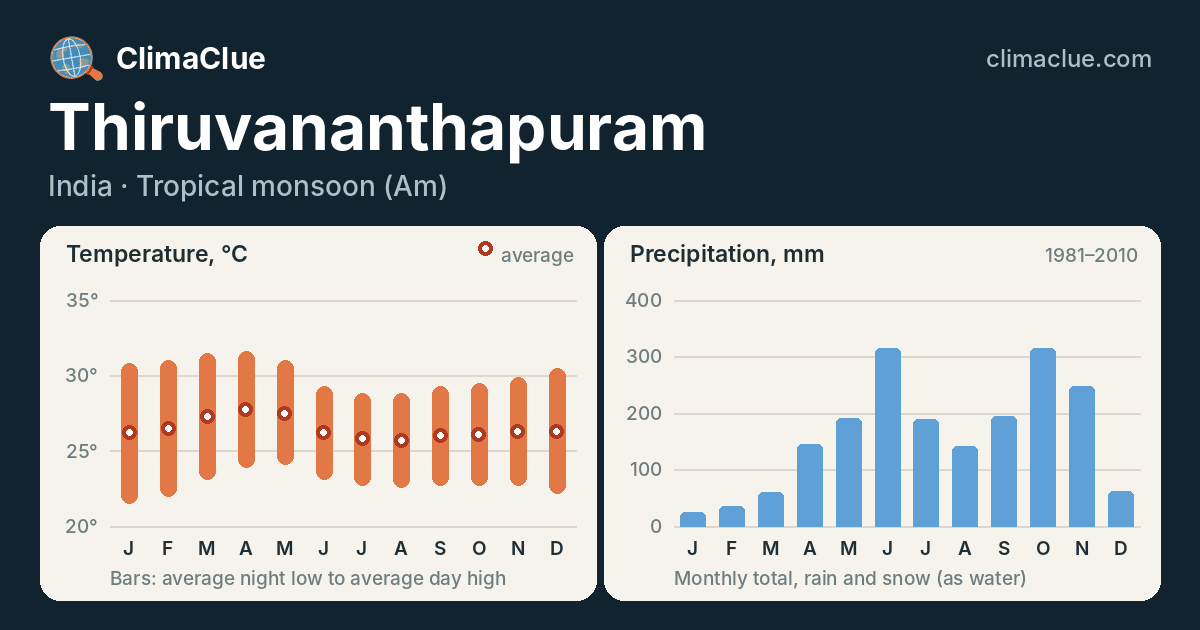 ClimaClue
climaclue.com
Thiruvananthapuram
India · Tropical monsoon (Am)
Temperature, °C
average
35°
30°
25°
20°
J F M A M J J A S O N D
Bars: average night low to average day high
Precipitation, mm
1981–2010
400
300
200
100
0
J F M A M J J A S O N D
Monthly total, rain and snow (as water)